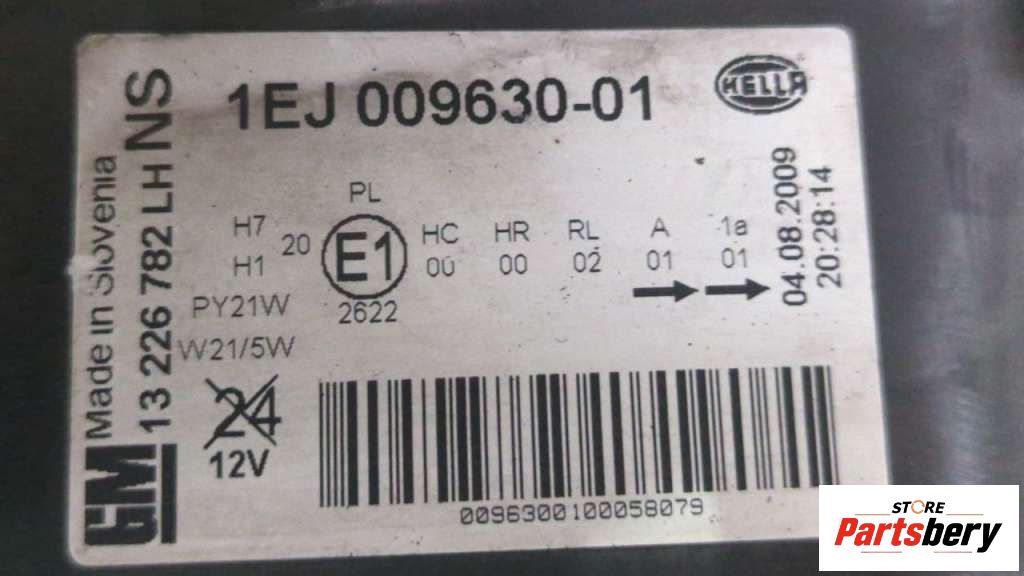 1EJ 009630-01
HELLA
GM
Made in Slovenia
13 226 782 LH NS
PL
H7
H1
20
E1
2622
HC
00
HR
00
RL
02
A
01
1a
01
PY21W
W21/5W
24
12V
04.08.2009
20:28:14
0096300100058079
STORE
Partsbery